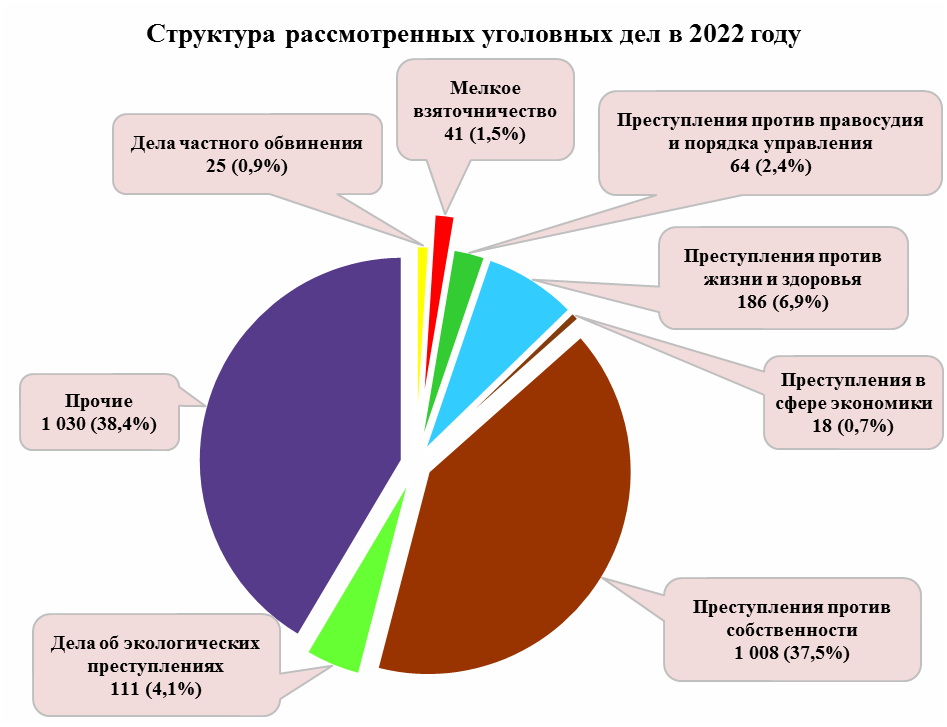 Структура рассмотренных уголовных дел в 2022 году
Мелкое
взяточничество
41 (1,5%)
Дела частного обвинения
25 (0,9%)
Преступления против правосудия
и порядка управления
64 (2,4%)
Преступления против
жизни и здоровья
186 (6,9%)
Преступления в
сфере экономики
18 (0,7%)
Прочие
1 030 (38,4%)
Преступления против
собственности
1 008 (37,5%)
Дела об экологических
преступлениях
111 (4,1%)